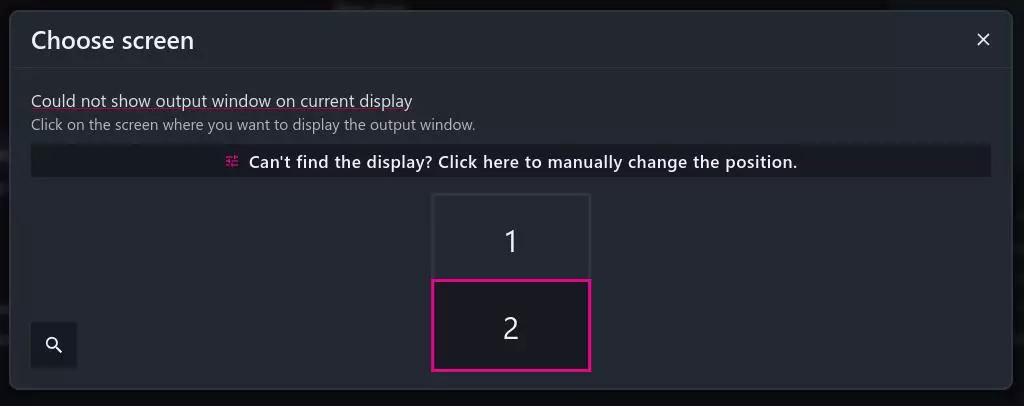 Choose screen
Could not show output window on current display
Click on the screen where you want to display the output window.
Can't find the display? Click here to manually change the position.
1
2